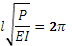 l√(P/EI) = 2π